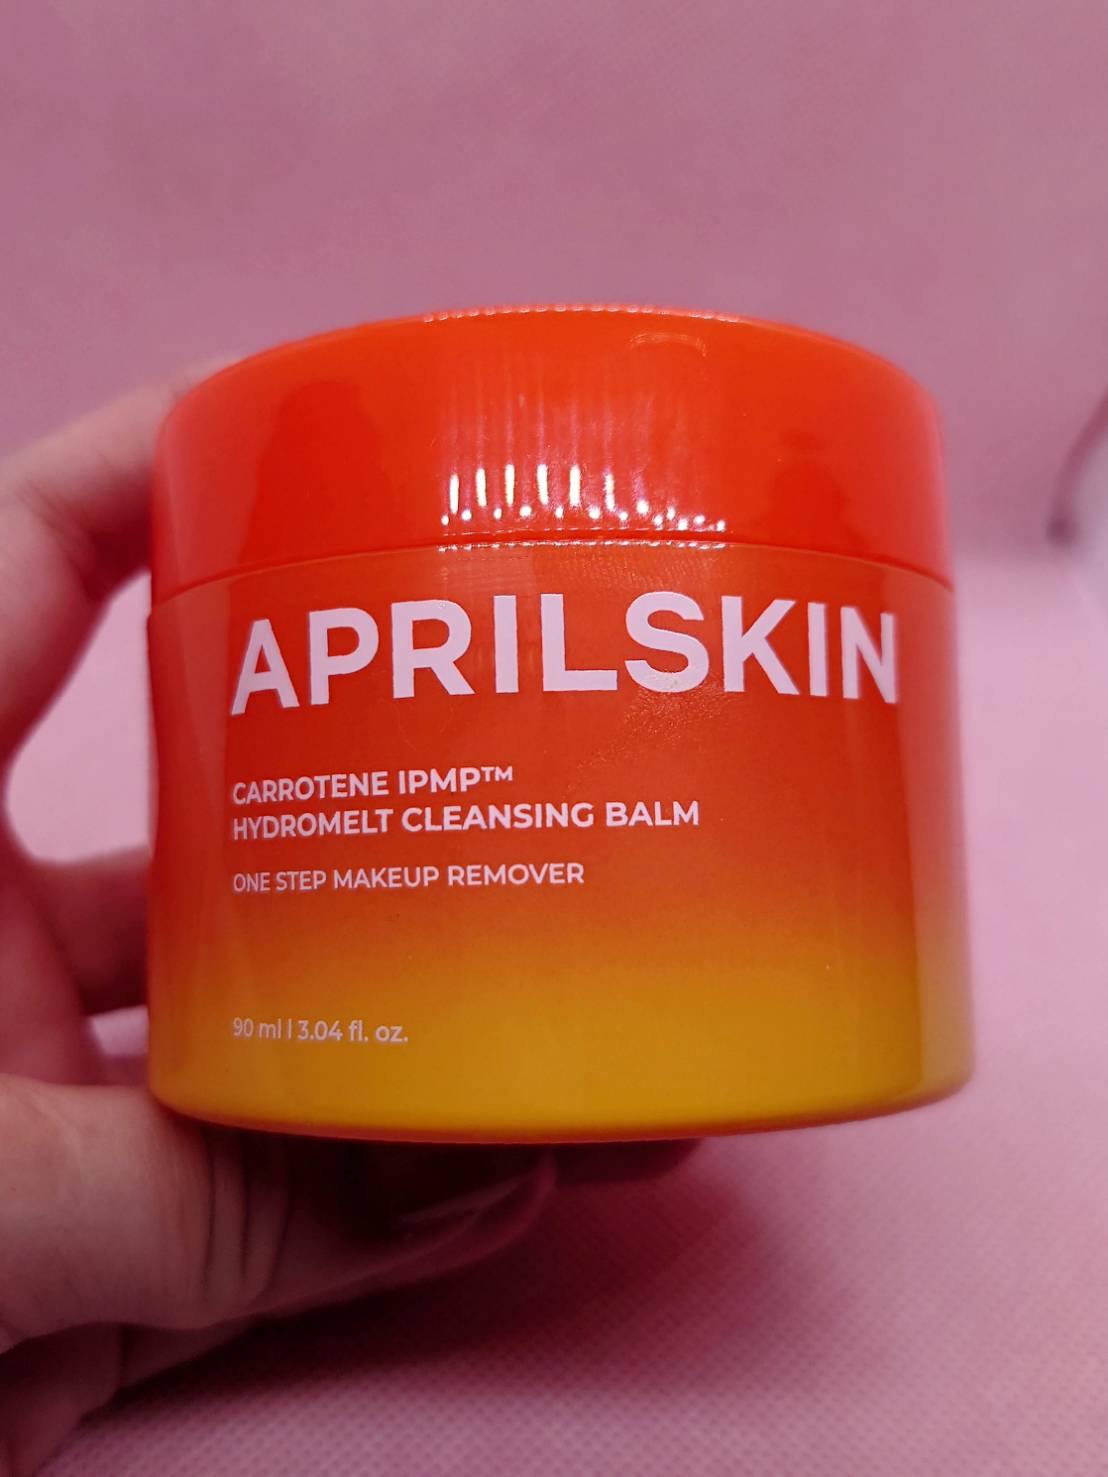 APRILSKIN
CARROTENE IPMP™
HYDROMELT CLEANSING BALM
ONE STEP MAKEUP REMOVER
90 ml | 3.04 fl. oz.